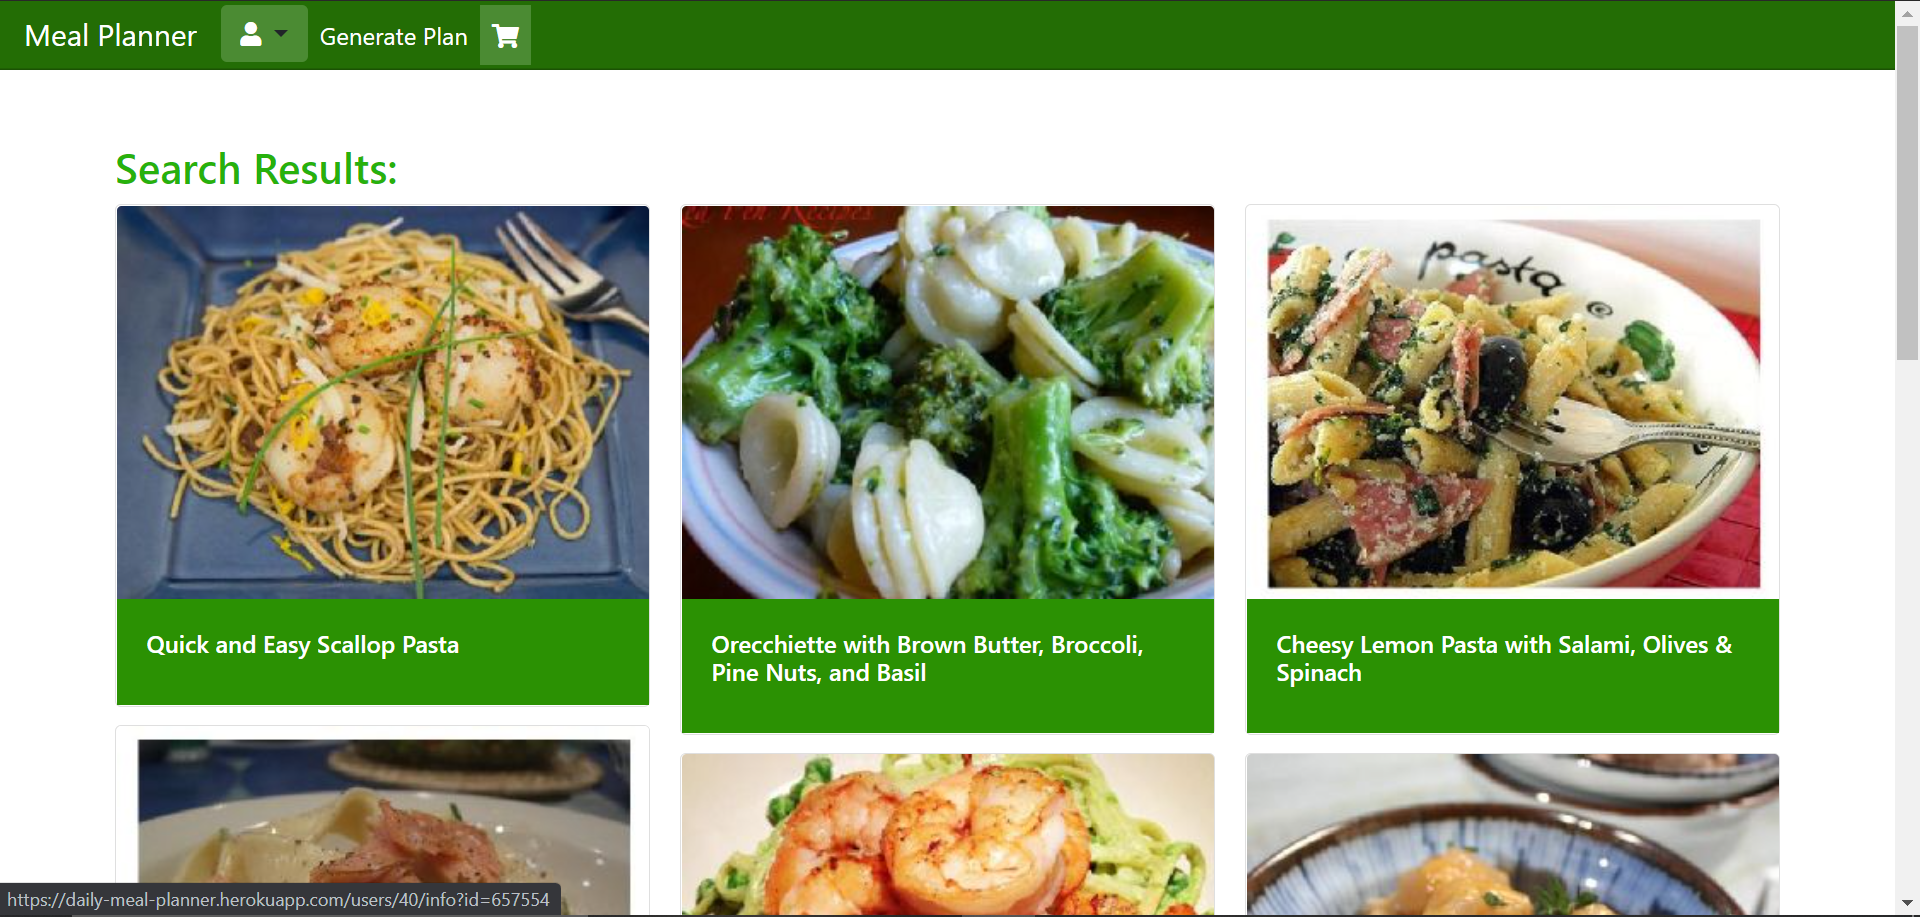 Meal Planner
Generate Plan
Search Results:
Recipes
pasta ©
Quick and Easy Scallop Pasta
Orecchiette with Brown Butter, Broccoli,
Pine Nuts, and Basil
Cheesy Lemon Pasta with Salami, Olives &
Spinach
https://daily-meal-planner.herokuapp.com/users/40/info?id=657554